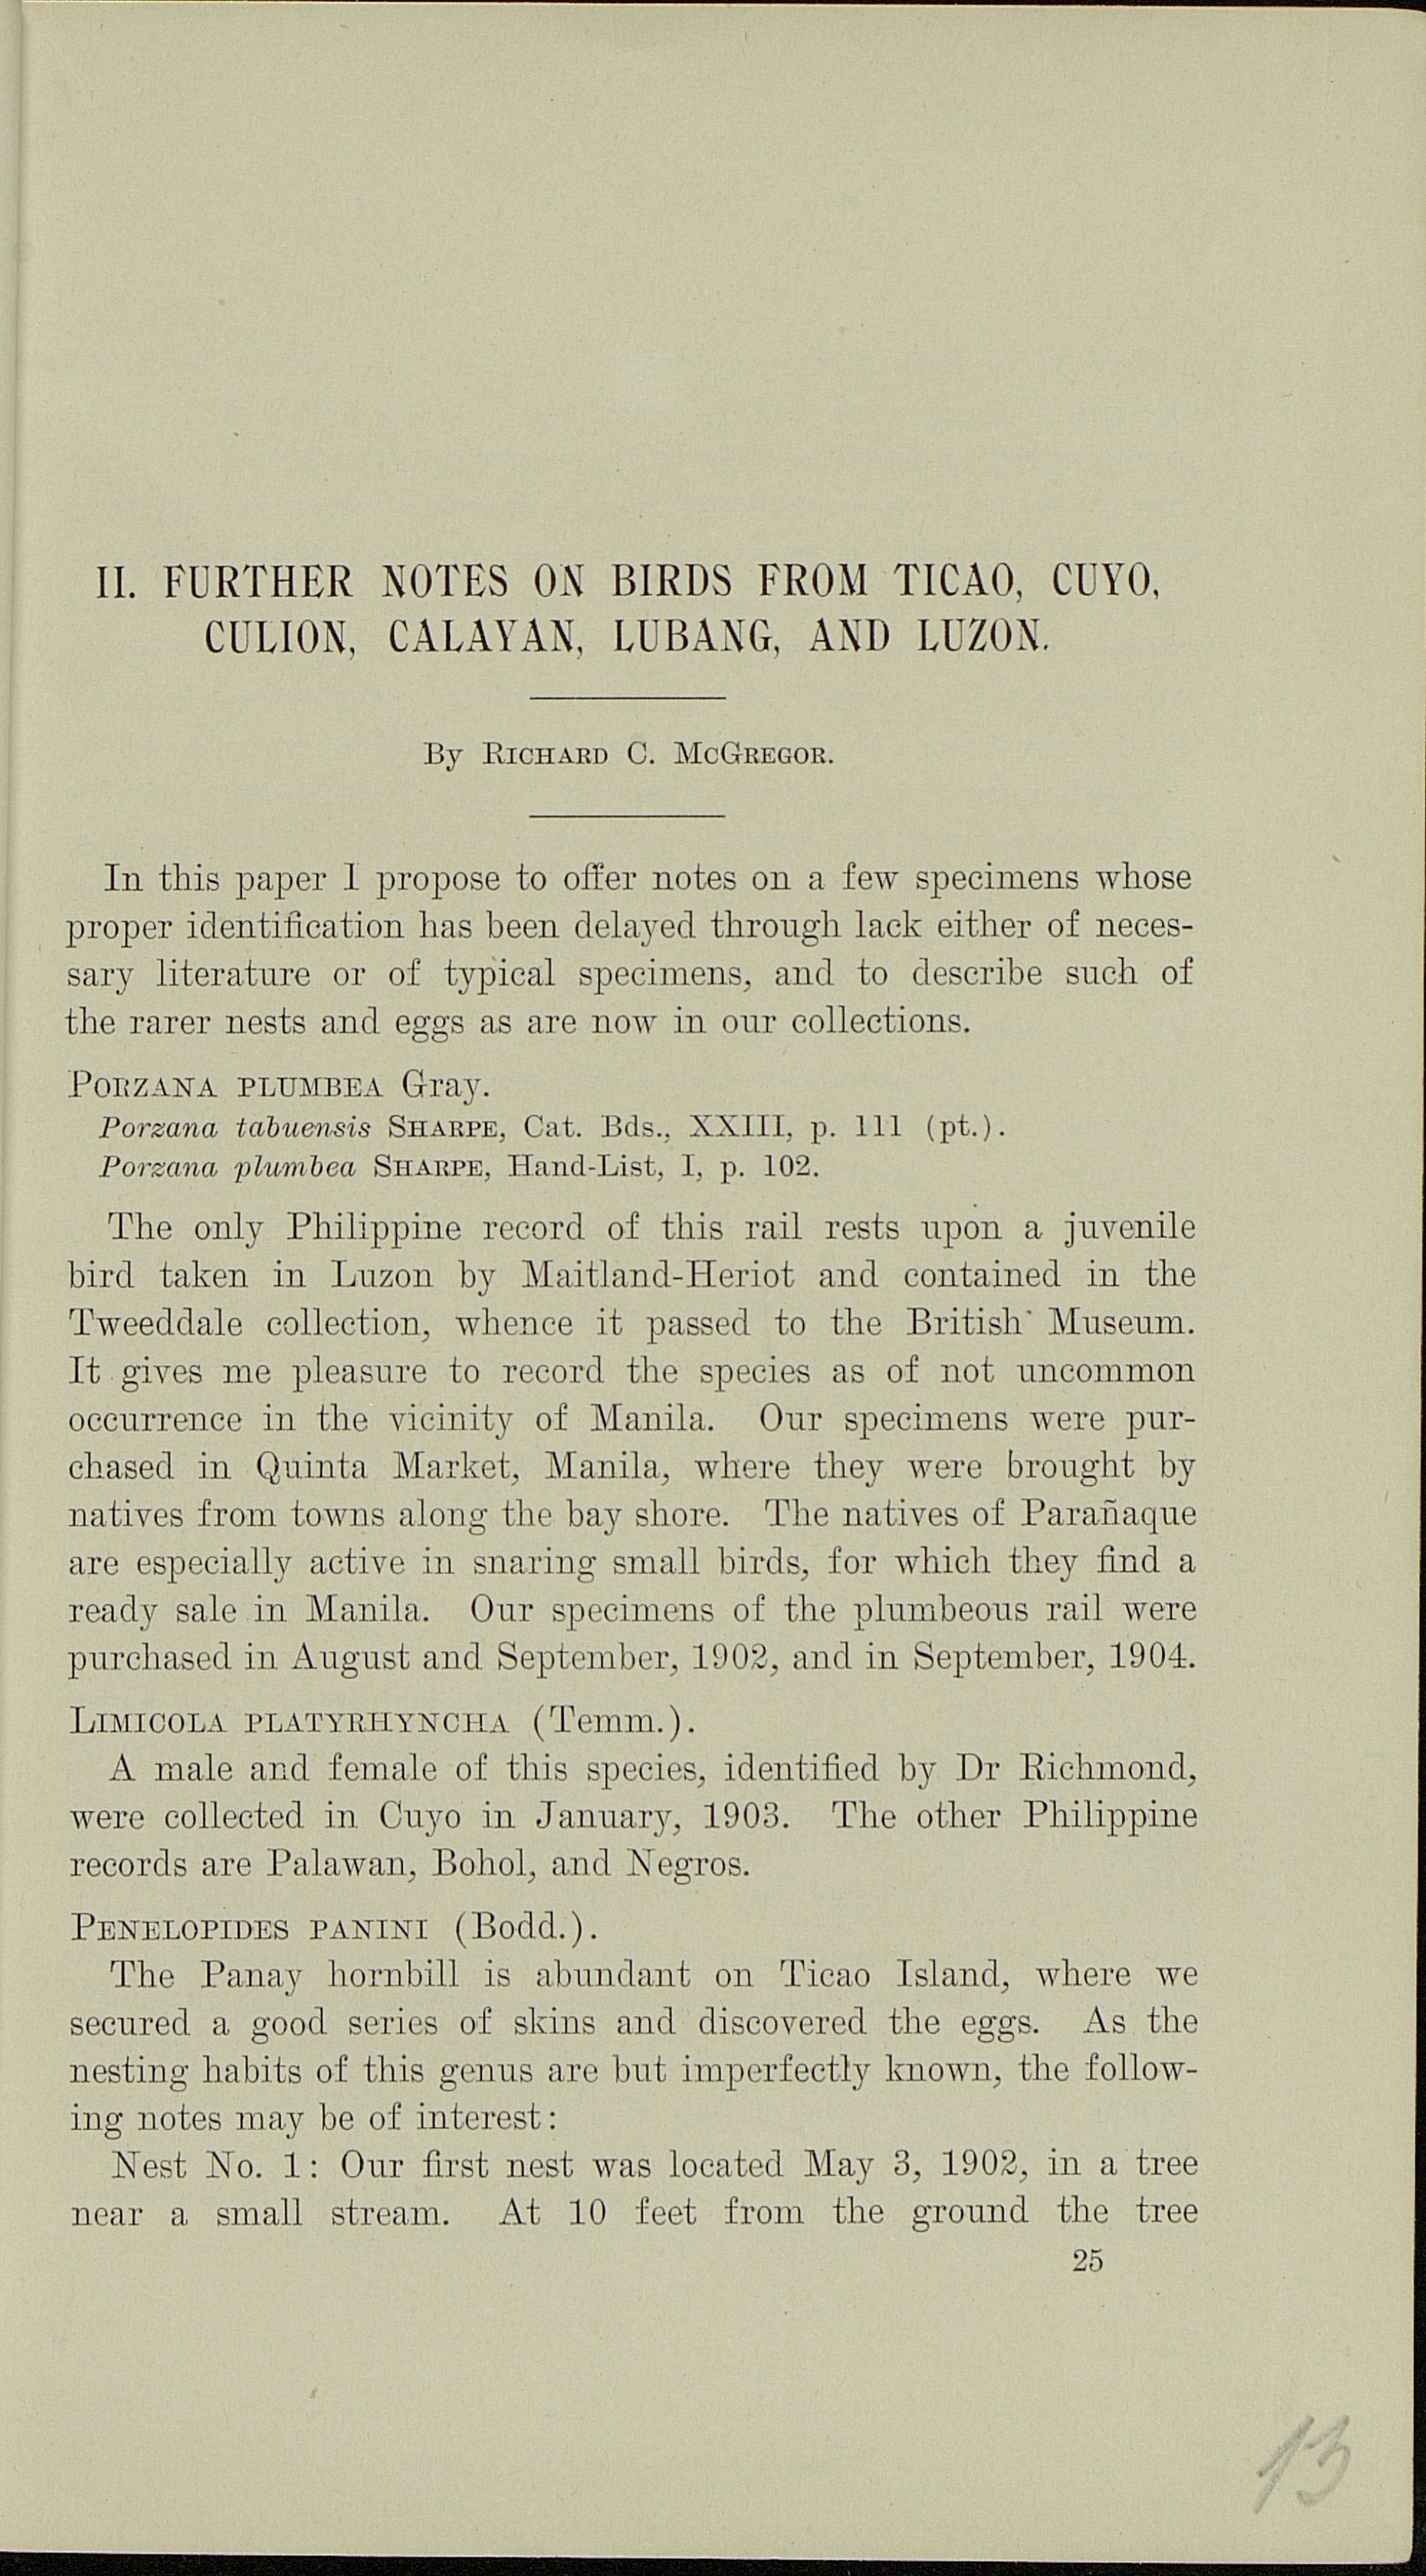 II. FURTHER NOTES ON BIRDS FROM TICAO, CUYO,
CULION, CALAYAN, LUBANG, AND LUZON.
By RICHARD C. MCGREGOR.
In this paper I propose to offer notes on a few specimens whose
proper identification has been delayed through lack either of neces-
sary literature or of typical specimens, and to describe such of
the rarer nests and eggs as are now in our collections.
PORZANA PLUMBEA Gray.
Porzana tabuensis SHARPE, Cat. Bds., XXIII, p. 111 (pt.).
Porzana plumbea SHARPE, Hand-List, I, p. 102.
The only Philippine record of this rail rests upon a juvenile
bird taken in Luzon by Maitland-Heriot and contained in the
Tweeddale collection, whence it passed to the British Museum.
It gives me pleasure to record the species as of not uncommon
occurrence in the vicinity of Manila. Our specimens were pur-
chased in Quinta Market, Manila, where they were brought by
natives from towns along the bay shore. The natives of Parañaque
are especially active in snaring small birds, for which they find a
ready sale in Manila. Our specimens of the plumbeous rail were
purchased in August and September, 1902, and in September, 1904.
LIMICOLA PLATYRHYNCHA (Temm.).
A male and female of this species, identified by Dr Richmond,
were collected in Cuyo in January, 1903. The other Philippine
records are Palawan, Bohol, and Negros.
PENELOPIDES PANINI (Bodd.).
The Panay hornbill is abundant on Ticao Island, where we
secured a good series of skins and discovered the eggs. As the
nesting habits of this genus are but imperfectly known, the follow-
ing notes may be of interest:
Nest No. 1: Our first nest was located May 3, 1902, in a tree
near a small stream. At 10 feet from the ground the tree
25
13